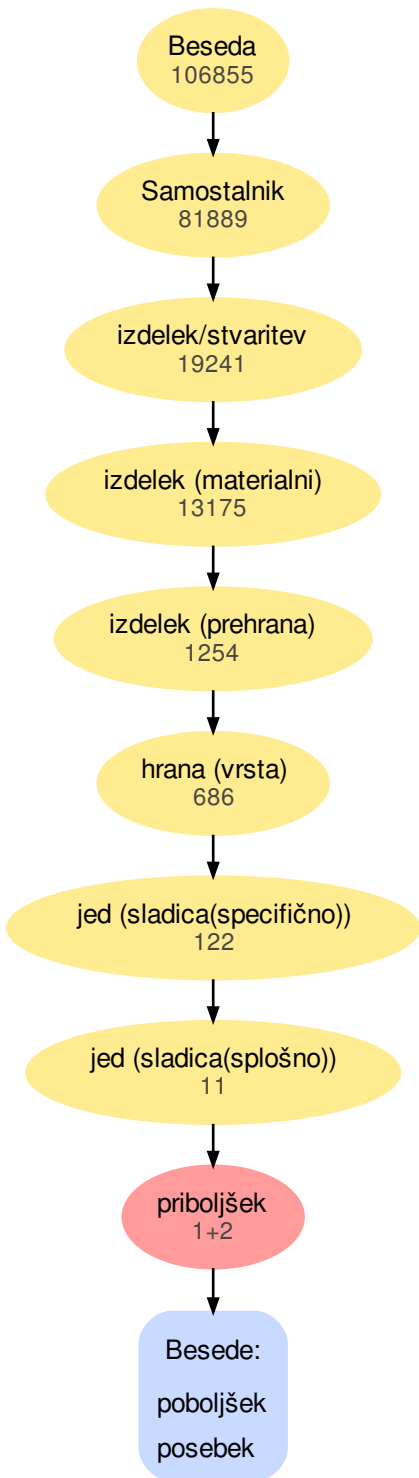 Beseda
106855
Samostalnik
81889
izdelek/stvaritev
19241
izdelek (materialni)
13175
izdelek (prehrana)
1254
hrana (vrsta)
686
jed (sladica(specifično))
122
jed (sladica(splošno))
11
priboljšek
1+2
Besede:
poboljšek
posebek